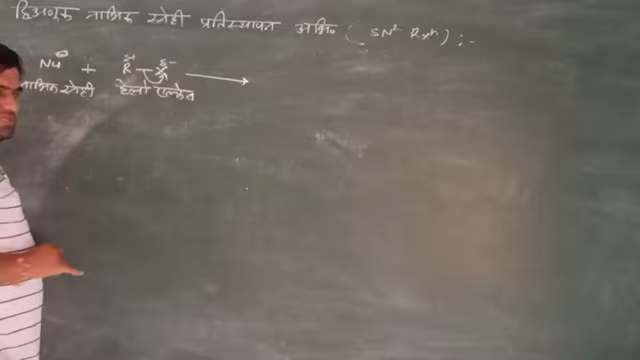 द्विअणुक नाभिक स्नेही प्रतिस्थापन अभि० ( SN² Rxn ) :-
Nu⊖ + R^δ+ — X^δ- ⟶
नाभिक स्नेही हेलो एल्केन